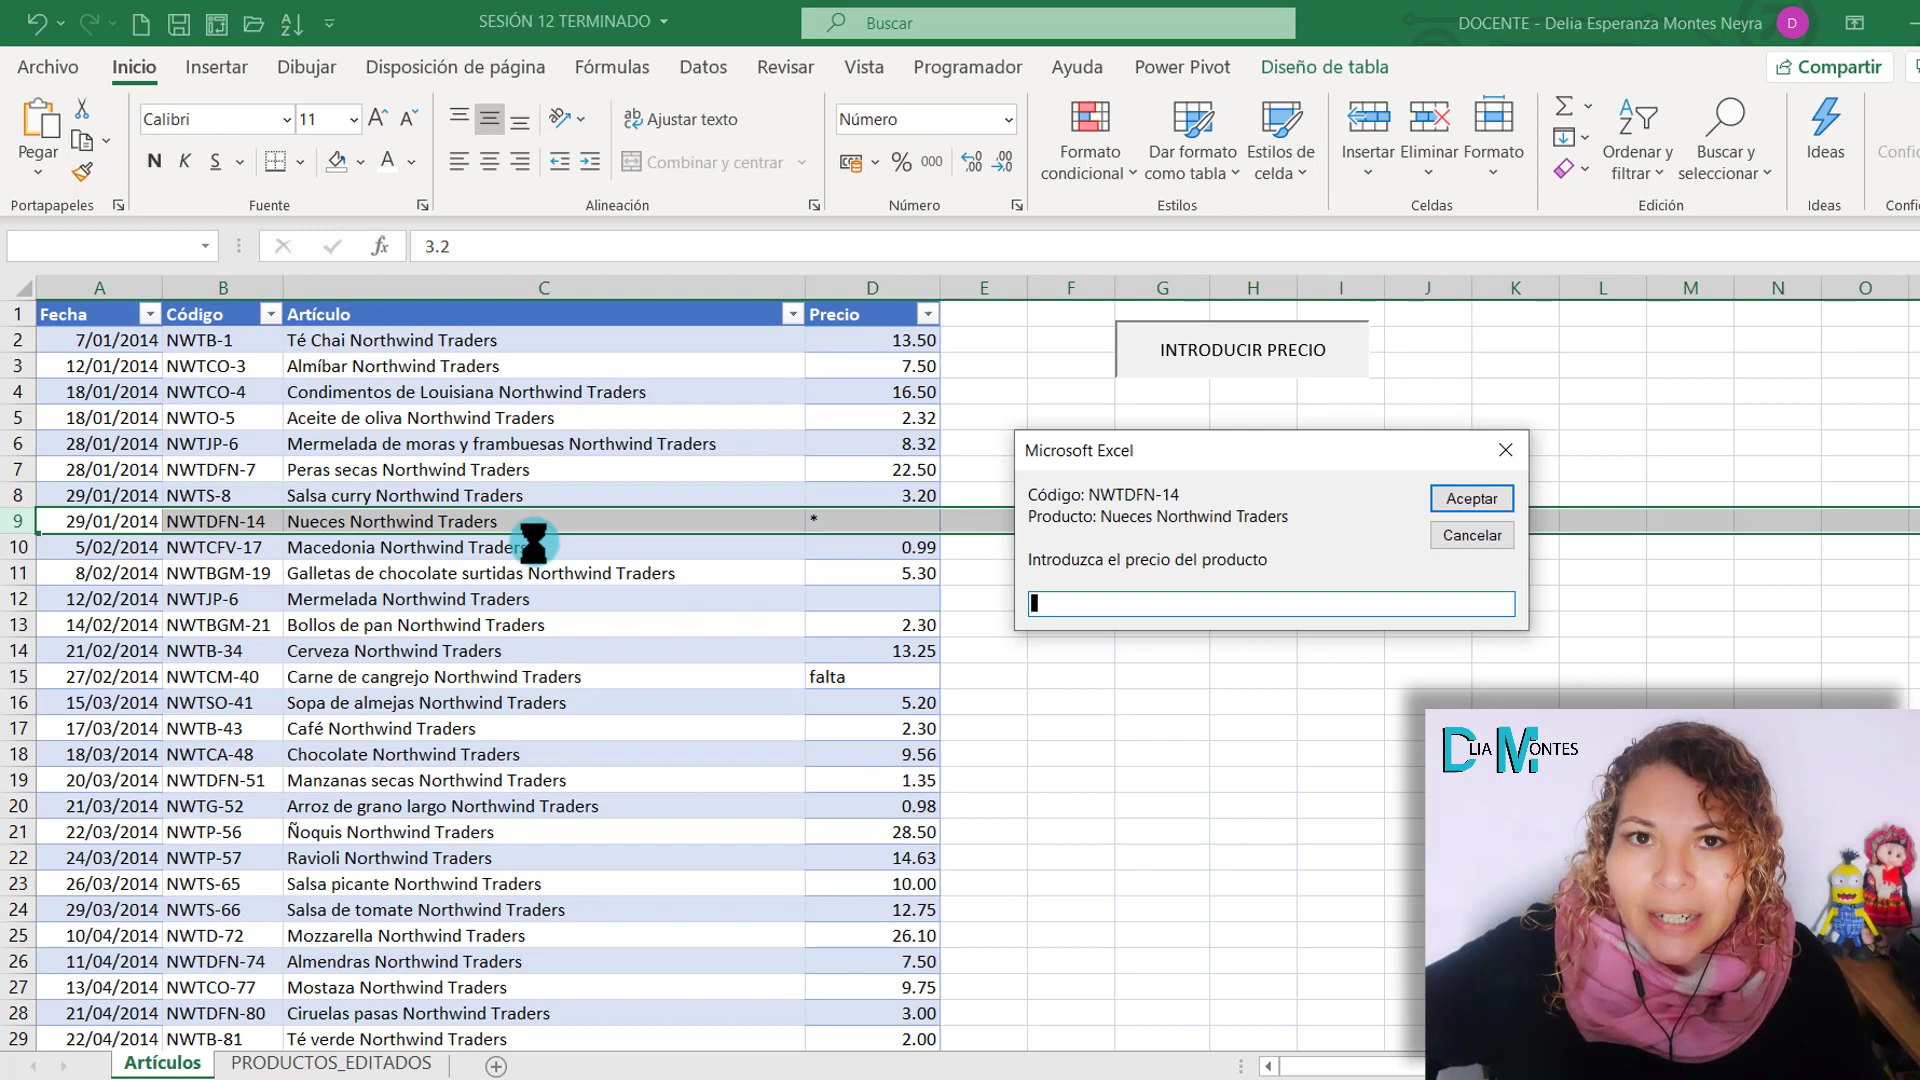 SESIÓN 12 TERMINADO
Buscar
DOCENTE - Delia Esperanza Montes Neyra
D
Archivo Inicio Insertar Dibujar Disposición de página Fórmulas Datos Revisar Vista Programador Ayuda Power Pivot Diseño de tabla Compartir
Pegar
Portapapeles
Calibri 11
N K S
Fuente
Ajustar texto
Combinar y centrar
Alineación
Número
% 000
Número
Formato condicional
Dar formato como tabla
Estilos de celda
Estilos
Insertar Eliminar Formato
Celdas
Ordenar y filtrar
Buscar y seleccionar
Edición
Ideas
Ideas
fx 3.2
A B C D E F G H I J K L M N O
1 Fecha Código Artículo Precio
2 7/01/2014 NWTB-1 Té Chai Northwind Traders 13.50
3 12/01/2014 NWTCO-3 Almíbar Northwind Traders 7.50
4 18/01/2014 NWTCO-4 Condimentos de Louisiana Northwind Traders 16.50
5 18/01/2014 NWTO-5 Aceite de oliva Northwind Traders 2.32
6 28/01/2014 NWTJP-6 Mermelada de moras y frambuesas Northwind Traders 8.32
7 28/01/2014 NWTDFN-7 Peras secas Northwind Traders 22.50
8 29/01/2014 NWTS-8 Salsa curry Northwind Traders 3.20
9 29/01/2014 NWTDFN-14 Nueces Northwind Traders *
10 5/02/2014 NWTCFV-17 Macedonia Northwind Traders 0.99
11 8/02/2014 NWTBGM-19 Galletas de chocolate surtidas Northwind Traders 5.30
12 12/02/2014 NWTJP-6 Mermelada Northwind Traders
13 14/02/2014 NWTBGM-21 Bollos de pan Northwind Traders 2.30
14 21/02/2014 NWTB-34 Cerveza Northwind Traders 13.25
15 27/02/2014 NWTCM-40 Carne de cangrejo Northwind Traders falta
16 15/03/2014 NWTSO-41 Sopa de almejas Northwind Traders 5.20
17 17/03/2014 NWTB-43 Café Northwind Traders 2.30
18 18/03/2014 NWTCA-48 Chocolate Northwind Traders 9.56
19 20/03/2014 NWTDFN-51 Manzanas secas Northwind Traders 1.35
20 21/03/2014 NWTG-52 Arroz de grano largo Northwind Traders 0.98
21 22/03/2014 NWTP-56 Ñoquis Northwind Traders 28.50
22 24/03/2014 NWTP-57 Ravioli Northwind Traders 14.63
23 26/03/2014 NWTS-65 Salsa picante Northwind Traders 10.00
24 29/03/2014 NWTS-66 Salsa de tomate Northwind Traders 12.75
25 10/04/2014 NWTD-72 Mozzarella Northwind Traders 26.10
26 11/04/2014 NWTDFN-74 Almendras Northwind Traders 7.50
27 13/04/2014 NWTCO-77 Mostaza Northwind Traders 9.75
28 21/04/2014 NWTDFN-80 Ciruelas pasas Northwind Traders 3.00
29 22/04/2014 NWTB-81 Té verde Northwind Traders 2.00
INTRODUCIR PRECIO
Microsoft Excel
Código: NWTDFN-14
Producto: Nueces Northwind Traders
Introduzca el precio del producto
Aceptar
Cancelar
DLIA MONTES
Artículos PRODUCTOS_EDITADOS